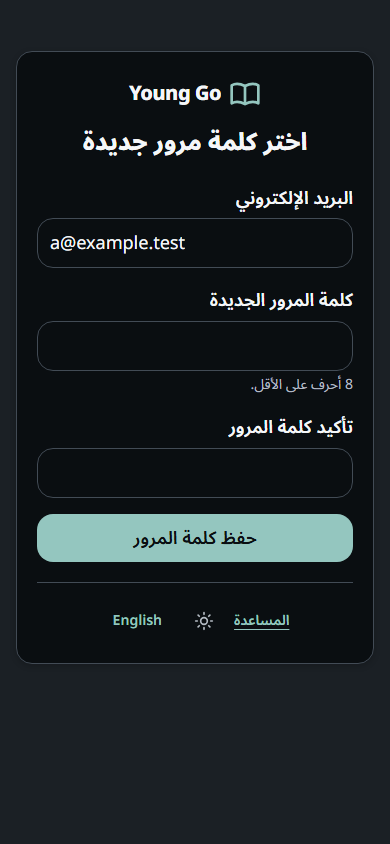 Young Go
اختر كلمة مرور جديدة
البريد الإلكتروني
a@example.test
كلمة المرور الجديدة
8 أحرف على الأقل.
تأكيد كلمة المرور
حفظ كلمة المرور
المساعدة
English